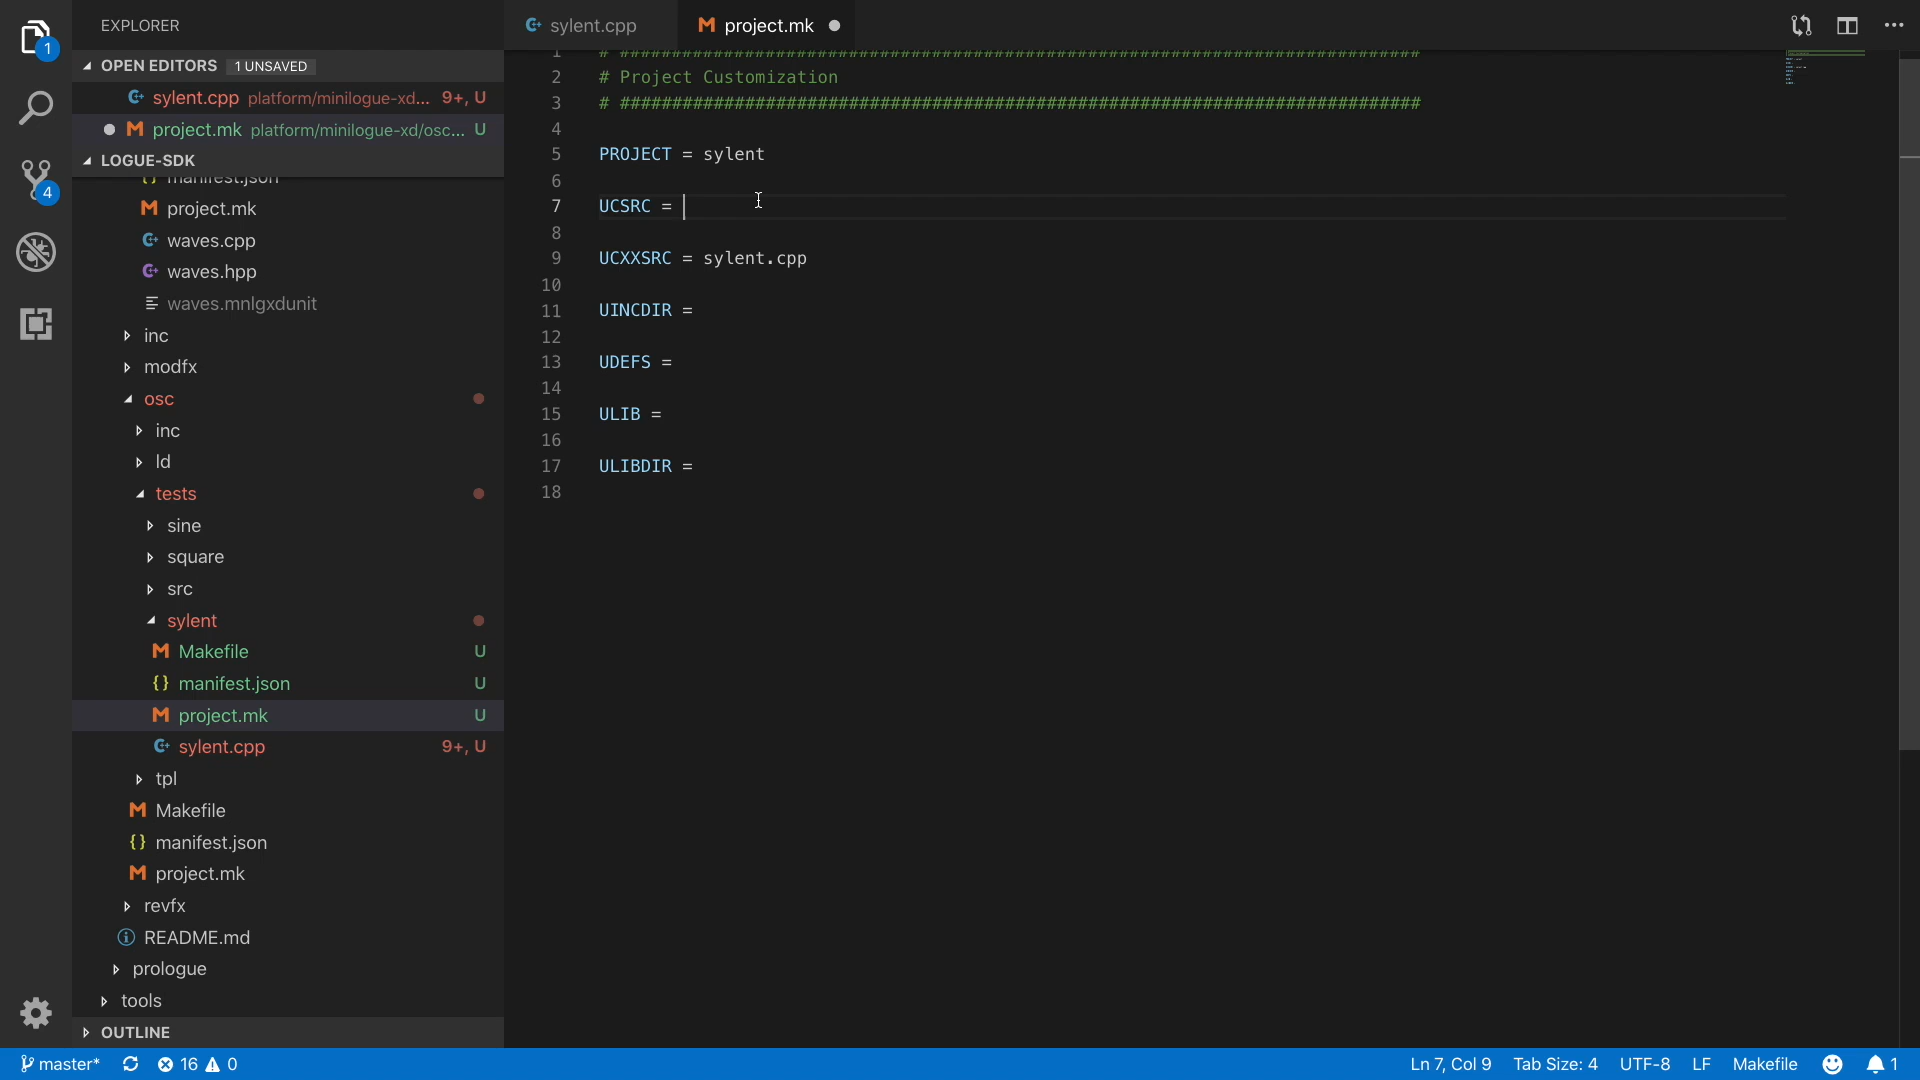 EXPLORER
OPEN EDITORS 1 UNSAVED
sylent.cpp platform/minilogue-xd... 9+, U
project.mk platform/minilogue-xd/osc... U
LOGUE-SDK
manifest.json
project.mk
waves.cpp
waves.hpp
waves.mnlgxdunit
inc
modfx
osc
inc
ld
tests
sine
square
src
sylent
Makefile U
manifest.json U
project.mk U
sylent.cpp 9+, U
tpl
Makefile
manifest.json
project.mk
revfx
README.md
prologue
tools
OUTLINE
1
4
sylent.cpp project.mk
1 # #############################################################################
2 # Project Customization
3 # #############################################################################
4
5 PROJECT = sylent
6
7 UCSRC =
8
9 UCXXSRC = sylent.cpp
10
11 UINCDIR =
12
13 UDEFS =
14
15 ULIB =
16
17 ULIBDIR =
18
master* 16 0 Ln 7, Col 9 Tab Size: 4 UTF-8 LF Makefile 1